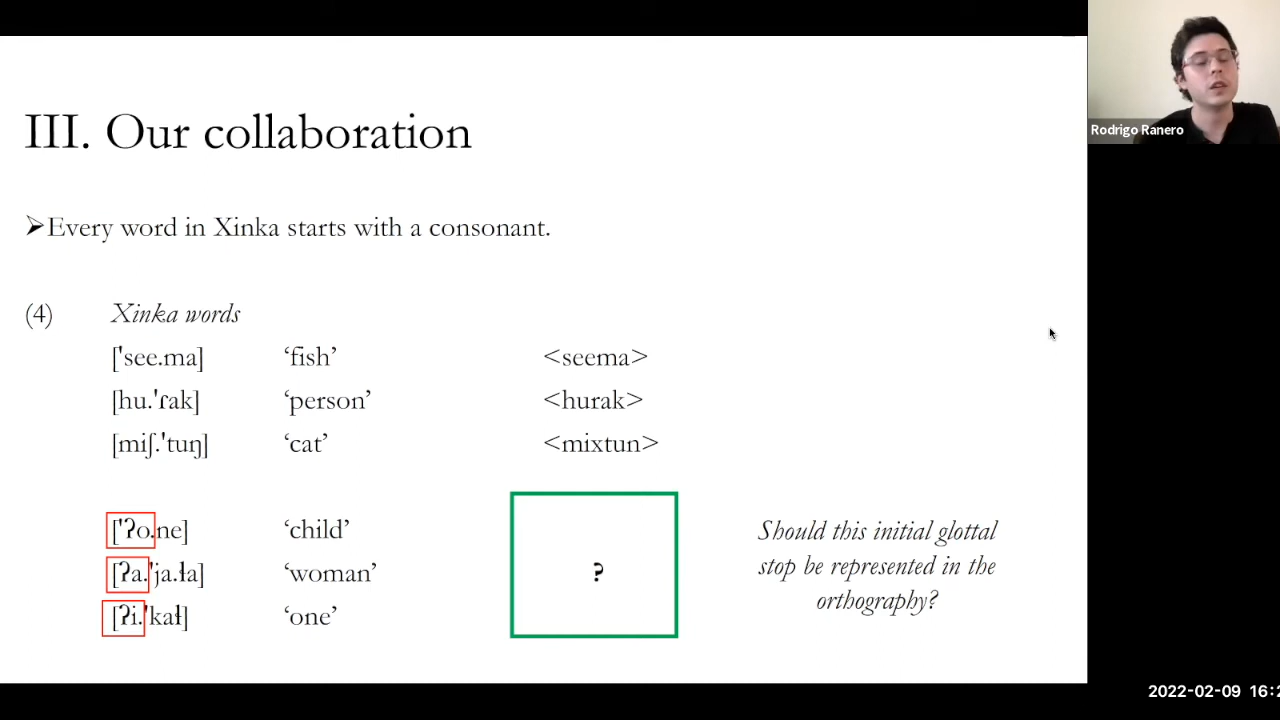 III. Our collaboration
Rodrigo Ranero
➢Every word in Xinka starts with a consonant.
(4) Xinka words
[ˈsee.ma] ‘fish’ <seema>
[hu.ˈɾak] ‘person’ <hurak>
[miʃ.ˈtuŋ] ‘cat’ <mixtun>
[ˈʔo.ne] ‘child’
[ʔa.ˈja.ɬa] ‘woman’
[ʔi.ˈkaɬ] ‘one’
?
Should this initial glottal
stop be represented in the
orthography?
2022-02-09 16:2